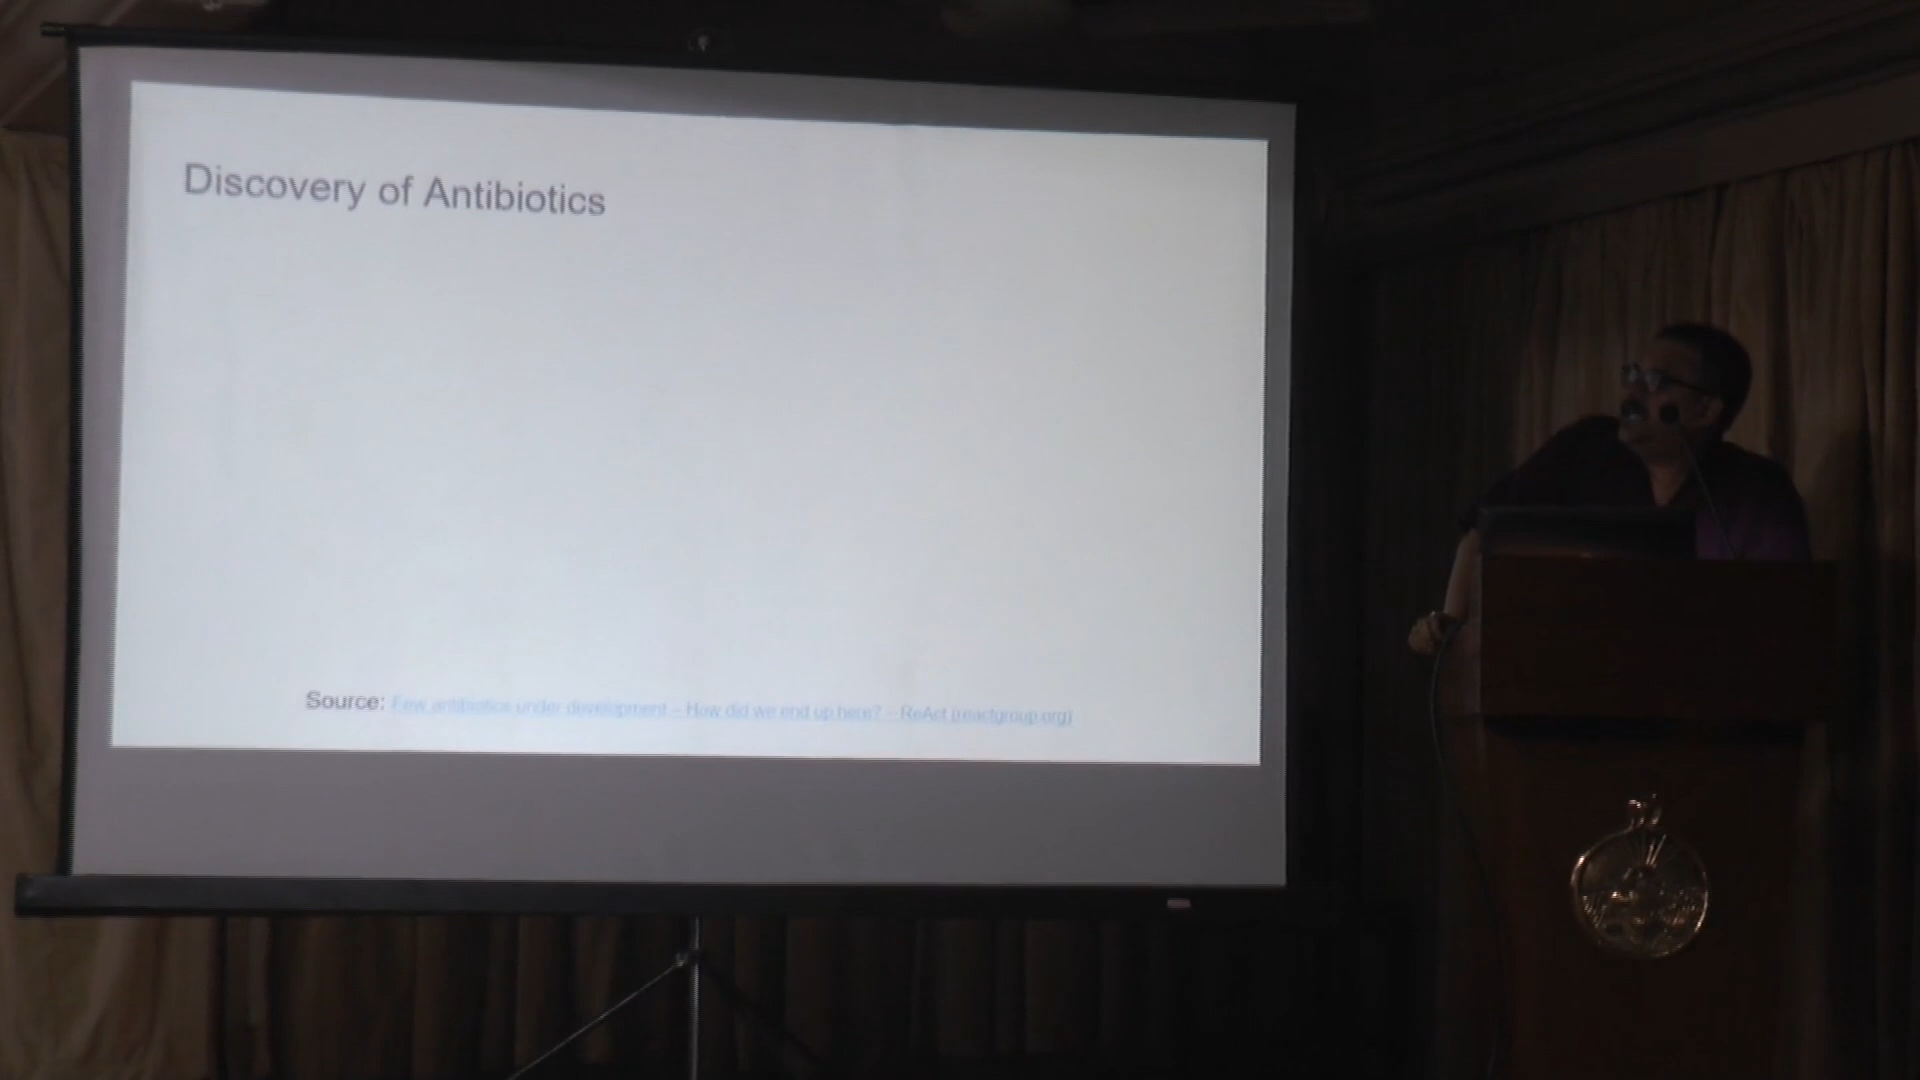 Discovery of Antibiotics
Source: Few antibiotics under development – How did we end up here? – ReAct (reactgroup.org)